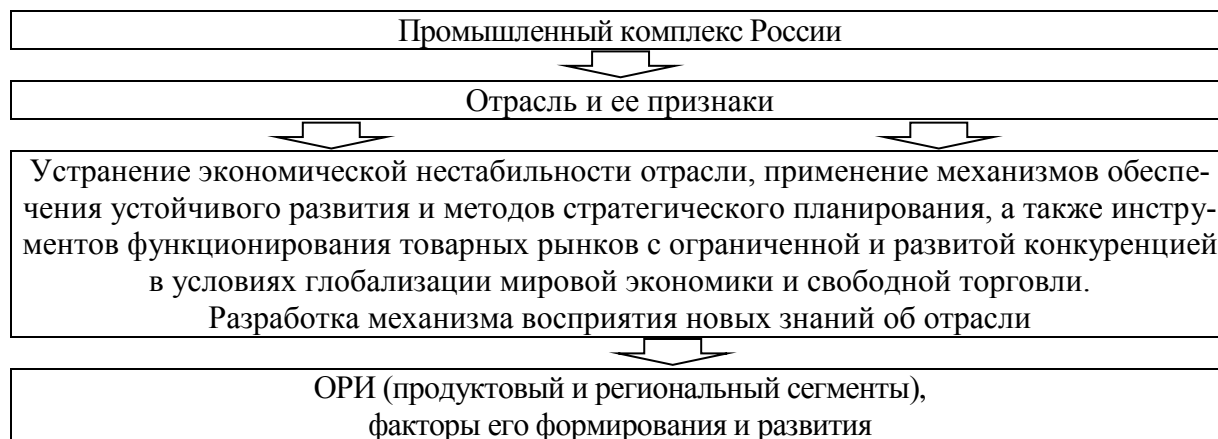 Промышленный комплекс России
Отрасль и ее признаки
Устранение экономической нестабильности отрасли, применение механизмов обеспе-
чения устойчивого развития и методов стратегического планирования, а также инстру-
ментов функционирования товарных рынков с ограниченной и развитой конкуренцией
в условиях глобализации мировой экономики и свободной торговли.
Разработка механизма восприятия новых знаний об отрасли
ОРИ (продуктовый и региональный сегменты),
факторы его формирования и развития